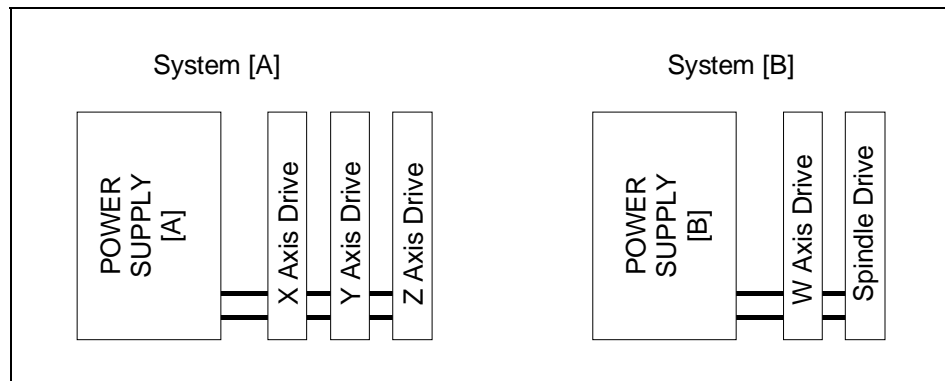 System [A]
System [B]
POWER
SUPPLY
[A]
X Axis Drive
Y Axis Drive
Z Axis Drive
POWER
SUPPLY
[B]
W Axis Drive
Spindle Drive